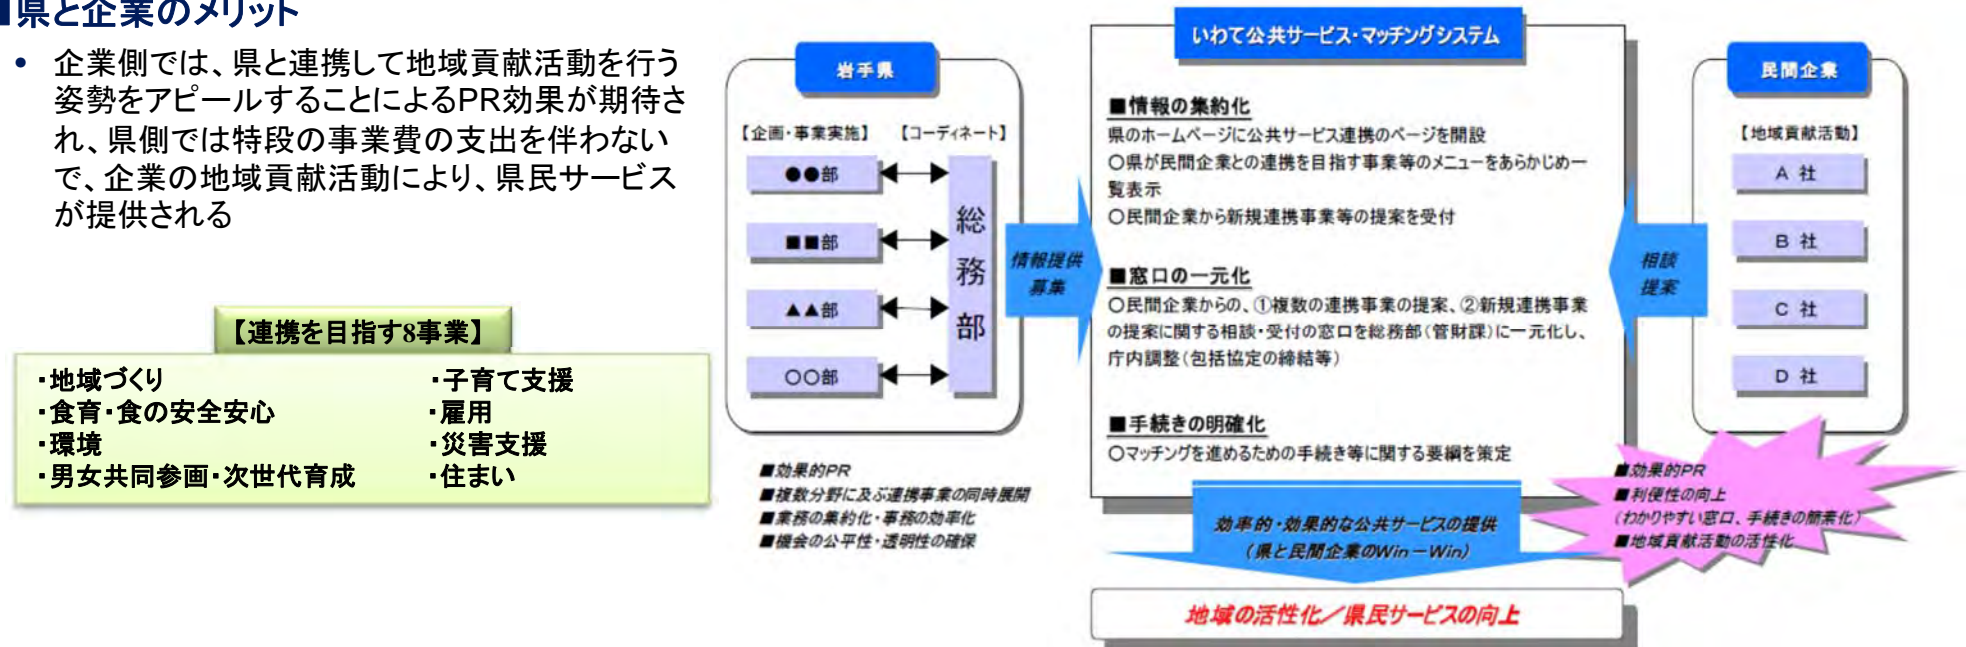 ■県と企業のメリット
• 企業側では、県と連携して地域貢献活動を行う
姿勢をアピールすることによるPR効果が期待さ
れ、県側では特段の事業費の支出を伴わない
で、企業の地域貢献活動により、県民サービス
が提供される
【連携を目指す8事業】
・地域づくり
・食育・食の安全安心
・環境
・男女共同参画・次世代育成
・子育て支援
・雇用
・災害支援
・住まい
岩手県
【企画・事業実施】 【コーディネート】
●●部
■■部
▲▲部
○○部
総務部
■効果的PR
■複数分野に及ぶ連携事業の同時展開
■業務の集約化・事務の効率化
■機会の公平性・透明性の確保
情報提供
募集
いわて公共サービス・マッチングシステム
■情報の集約化
県のホームページに公共サービス連携のページを開設
○県が民間企業との連携を目指す事業等のメニューをあらかじめ一
覧表示
○民間企業から新規連携事業等の提案を受付
■窓口の一元化
○民間企業からの、①複数の連携事業の提案、②新規連携事業
の提案に関する相談・受付の窓口を総務部(管財課)に一元化し、
庁内調整(包括協定の締結等)
■手続きの明確化
○マッチングを進めるための手続き等に関する要綱を策定
相談
提案
民間企業
【地域貢献活動】
A 社
B 社
C 社
D 社
■効果的PR
■利便性の向上
(わかりやすい窓口、手続きの簡素化)
■地域貢献活動の活性化
効率的・効果的な公共サービスの提供
(県と民間企業のWin－Win)
地域の活性化／県民サービスの向上